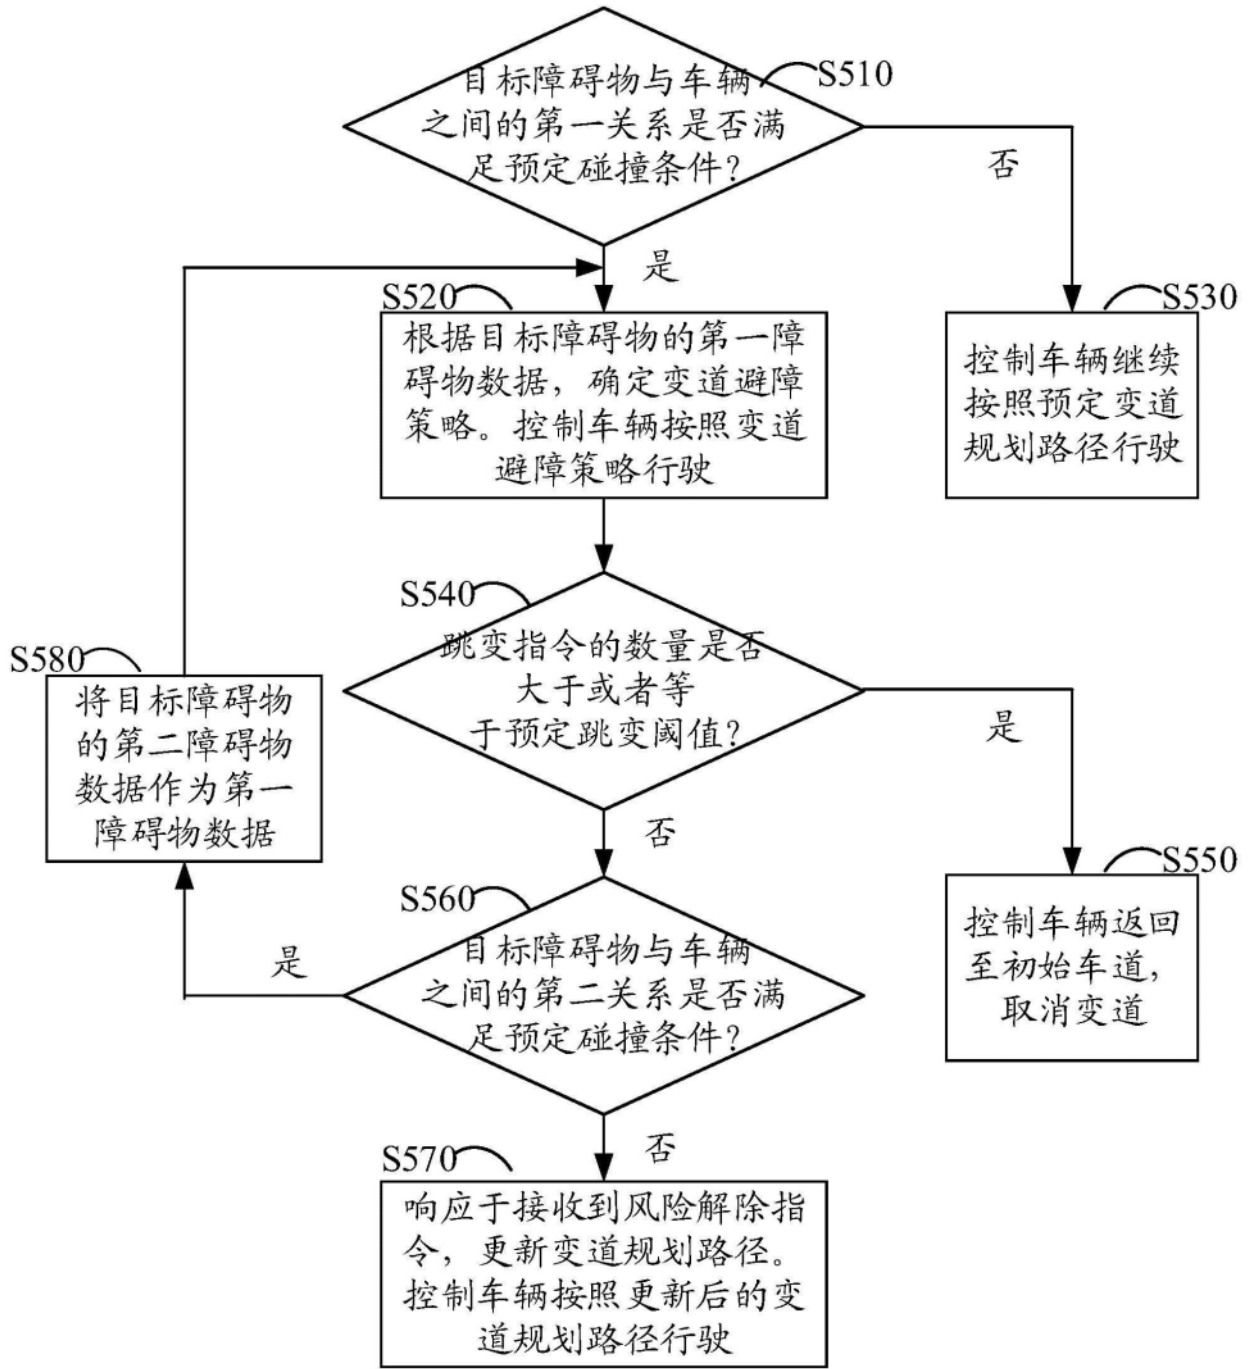 目标障碍物与车辆
之间的第一关系是否满
足预定碰撞条件？
S510
否
是
S520
根据目标障碍物的第一障
碍物数据，确定变道避障
策略。控制车辆按照变道
避障策略行驶
S530
控制车辆继续
按照预定变道
规划路径行驶
S540
跳变指令的数量是否
大于或者等
于预定跳变阈值？
是
否
S580
将目标障碍物
的第二障碍物
数据作为第一
障碍物数据
S550
控制车辆返回
至初始车道，
取消变道
S560
目标障碍物与车辆
之间的第二关系是否满
足预定碰撞条件？
是
否
S570
响应于接收到风险解除指
令，更新变道规划路径。
控制车辆按照更新后的变
道规划路径行驶